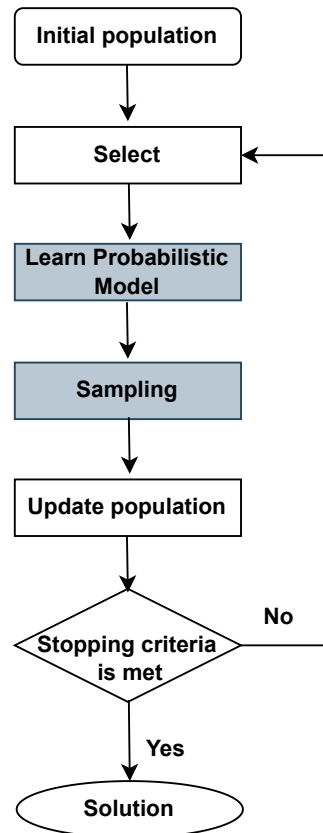 Initial population
Select
Learn Probabilistic
Model
Sampling
Update population
Stopping criteria
is met
No
Yes
Solution